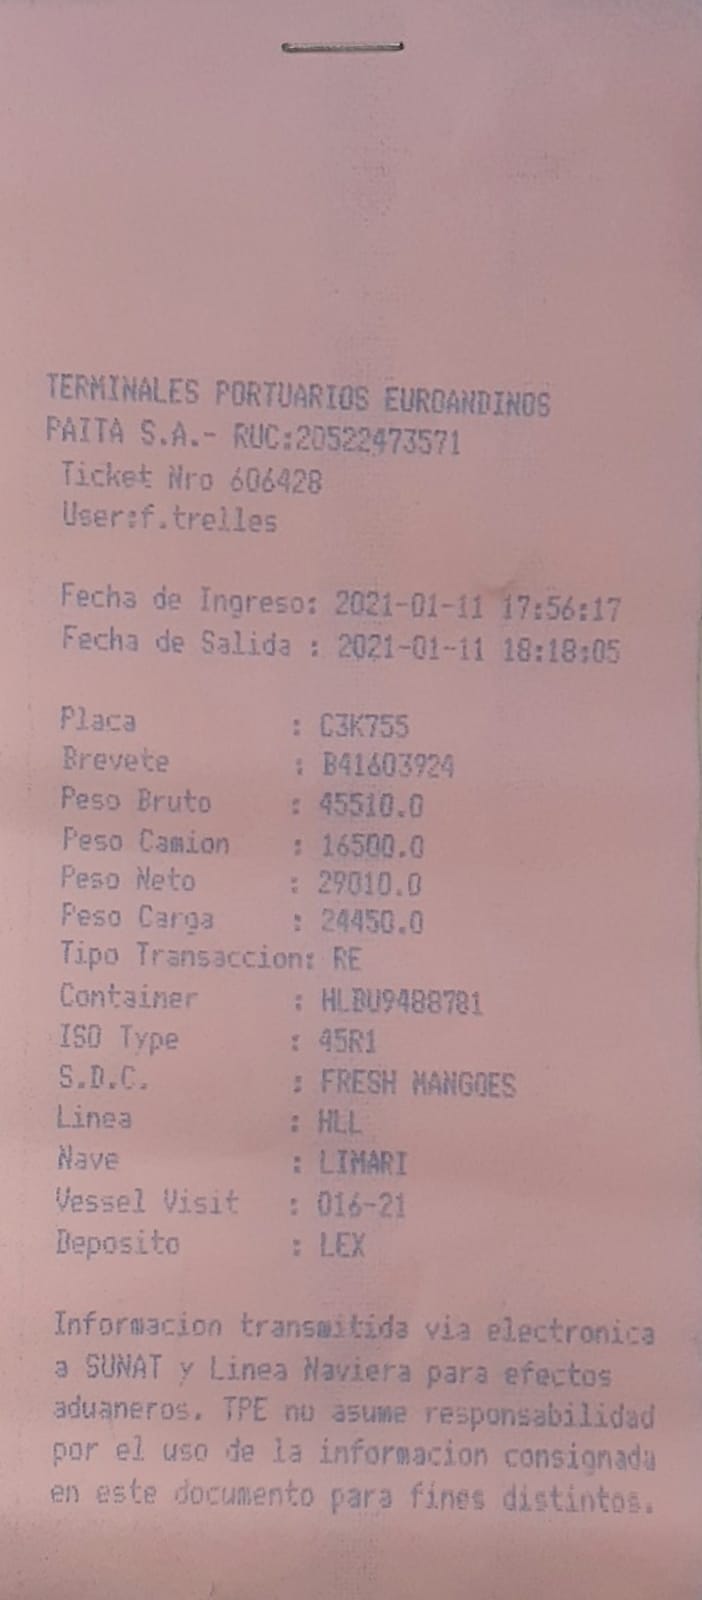 TERMINALES PORTUARIOS EUROANDINOS
PAITA S.A.- RUC:20522473571
Ticket Nro 606428
User:f.trelles
Fecha de Ingreso: 2021-01-11 17:56:17
Fecha de Salida : 2021-01-11 18:18:05
Placa : C3K755
Brevete : B41603924
Peso Bruto : 45510.0
Peso Camion : 16500.0
Peso Neto : 29010.0
Peso Carga : 24450.0
Tipo Transaccion: RE
Container : HLBU9488781
ISO Type : 45R1
S.D.C. : FRESH MANGOES
Linea : HLL
Nave : LIMARI
Vessel Visit : 016-21
Deposito : LEX
Informacion transmitida via electronica
a SUNAT y Linea Naviera para efectos
aduaneros. TPE no asume responsabilidad
por el uso de la informacion consignada
en este documento para fines distintos.